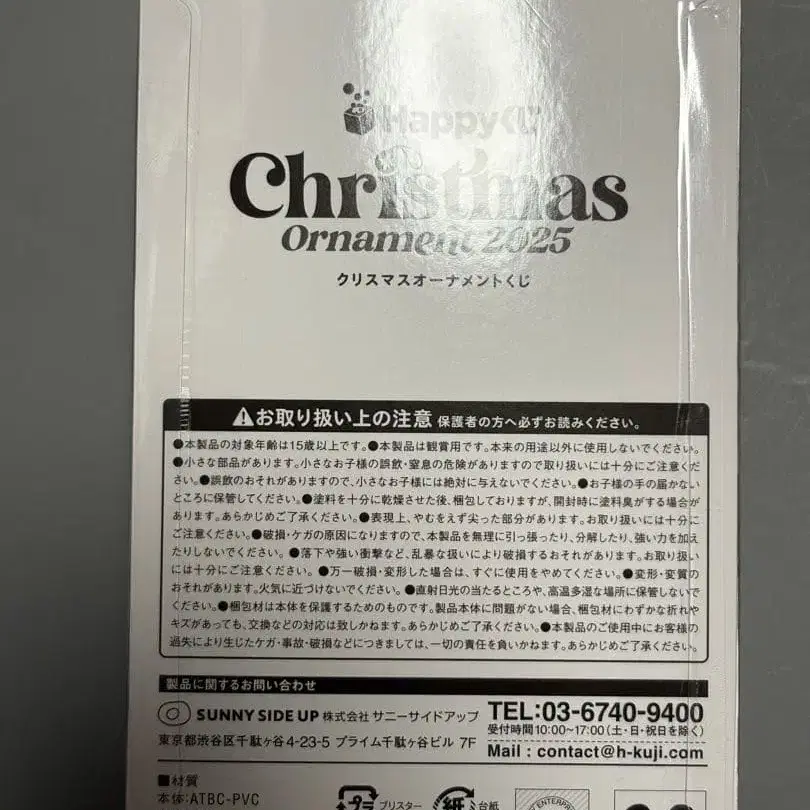 Happyくじ
Christmas
Ornament 2025
クリスマスオーナメントくじ
お取り扱い上の注意 保護者の方へ必ずお読みください。
●本製品の対象年齢は15歳以上です。●本製品は観賞用です。本来の用途以外に使用しないでください。
●小さな部品があります。小さなお子様の誤飲・窒息の危険がありますので取り扱いには十分にご注意くだ
さい。●誤飲のおそれがありますので、小さなお子様には絶対に与えないでください。●お子様の手の届かない
ところに保管してください。●塗料を十分に乾燥させた後、梱包しておりますが、開封時に塗料臭がする場合が
あります。あらかじめご了承ください。●表現上、やむをえず尖った部分があります。お取り扱いには十分に
ご注意ください。●破損・ケガの原因になりますので、本製品を無理に引っ張ったり、分解したり、強い力を加え
たりしないでください。●落下や強い衝撃など、乱暴な扱いにより破損するおそれがあります。お取り扱い
には十分にご注意ください。●万一破損・変形した場合は、すぐに使用をやめてください。●変形・変質の
おそれがあります。火気に近づけないでください。●直射日光の当たるところや、高温多湿な場所に保管しないで
ください。●梱包材は本体を保護するためのものです。製品本体に問題がない場合、梱包材にわずかな折れや
キズがあっても、交換などの対応は致しかねます。あらかじめご了承ください。●本製品のご使用中にお客様の
過失により生じたケガ・事故・破損などにつきましては、一切の責任を負いかねます。あらかじめご了承ください。
製品に関するお問い合わせ
SUNNY SIDE UP 株式会社 サニーサイドアップ
東京都渋谷区千駄ヶ谷4-23-5 プライム千駄ヶ谷ビル 7F
TEL:03-6740-9400
受付時間10:00~17:00(土・日・祝日を除く)
Mail : contact@h-kuji.com
■材質
本体:ATBC-PVC
プラ ブリスター
紙 台紙
ENTERPRI